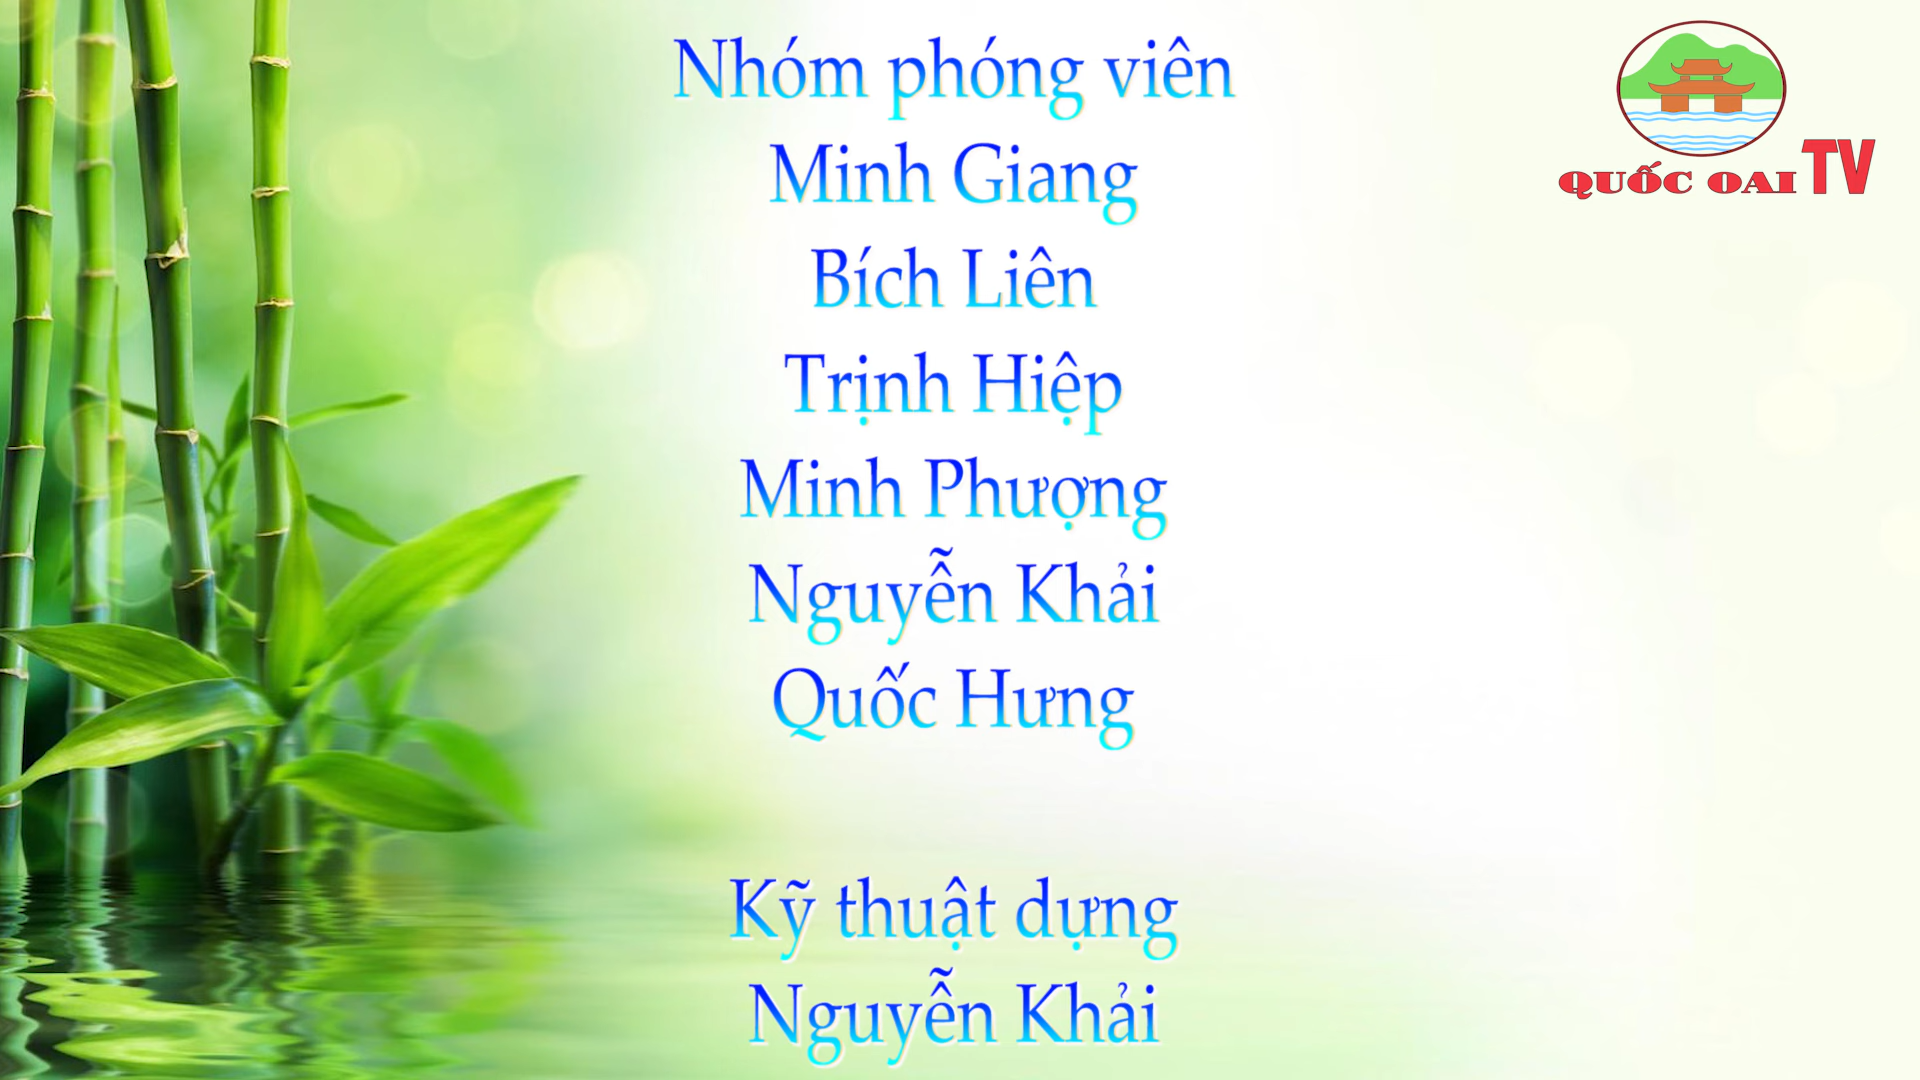 Nhóm phóng viên
Minh Giang
Bích Liên
Trịnh Hiệp
Minh Phượng
Nguyễn Khải
Quốc Hưng
Kỹ thuật dựng
Nguyễn Khải
QUỐC OAI TV